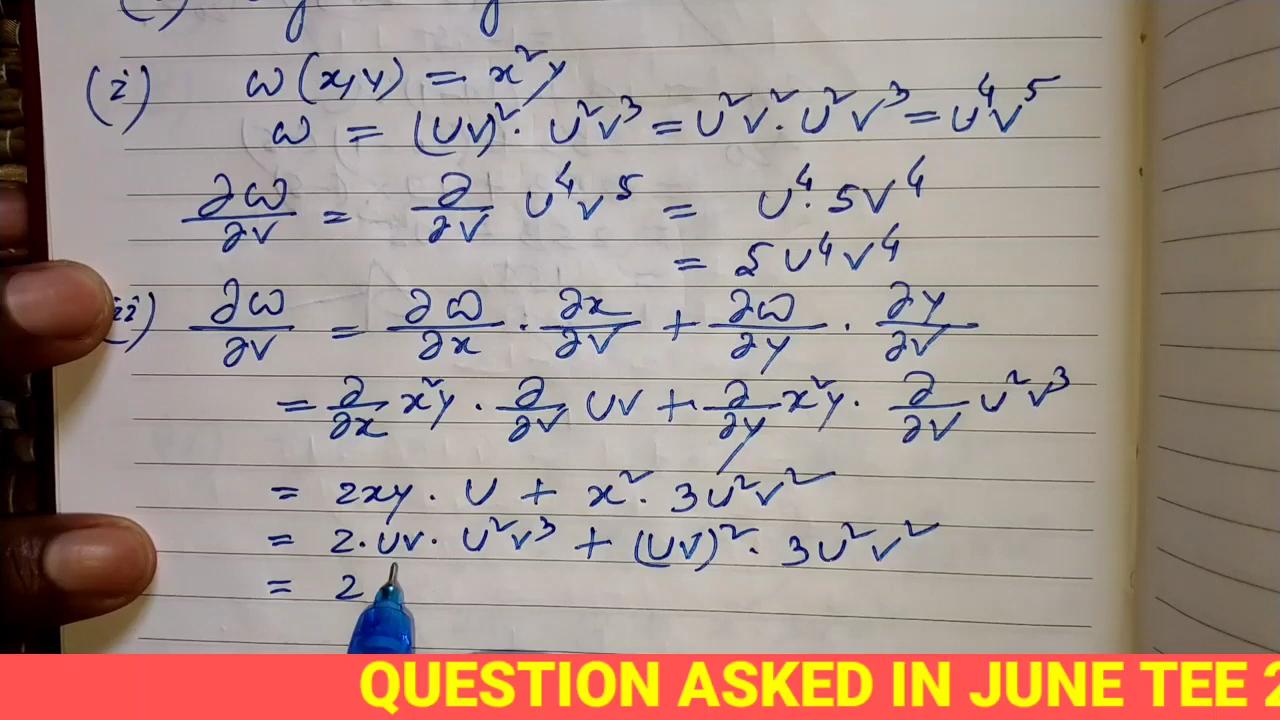 (i) ω(x,y) = x²y
ω = (uv)²· u²v³ = u²v²· u²v³ = u⁴v⁵
∂ω/∂v = ∂/∂v u⁴v⁵ = u⁴· 5v⁴
= 5u⁴v⁴
ii) ∂ω/∂v = ∂ω/∂x · ∂x/∂v + ∂ω/∂y · ∂y/∂v
= ∂/∂x x²y · ∂/∂v uv + ∂/∂y x²y · ∂/∂v u²v³
= 2xy · u + x² · 3u²v²
= 2·uv· u²v³ + (uv)² · 3u²v²
= 2
QUESTION ASKED IN JUNE TEE 2